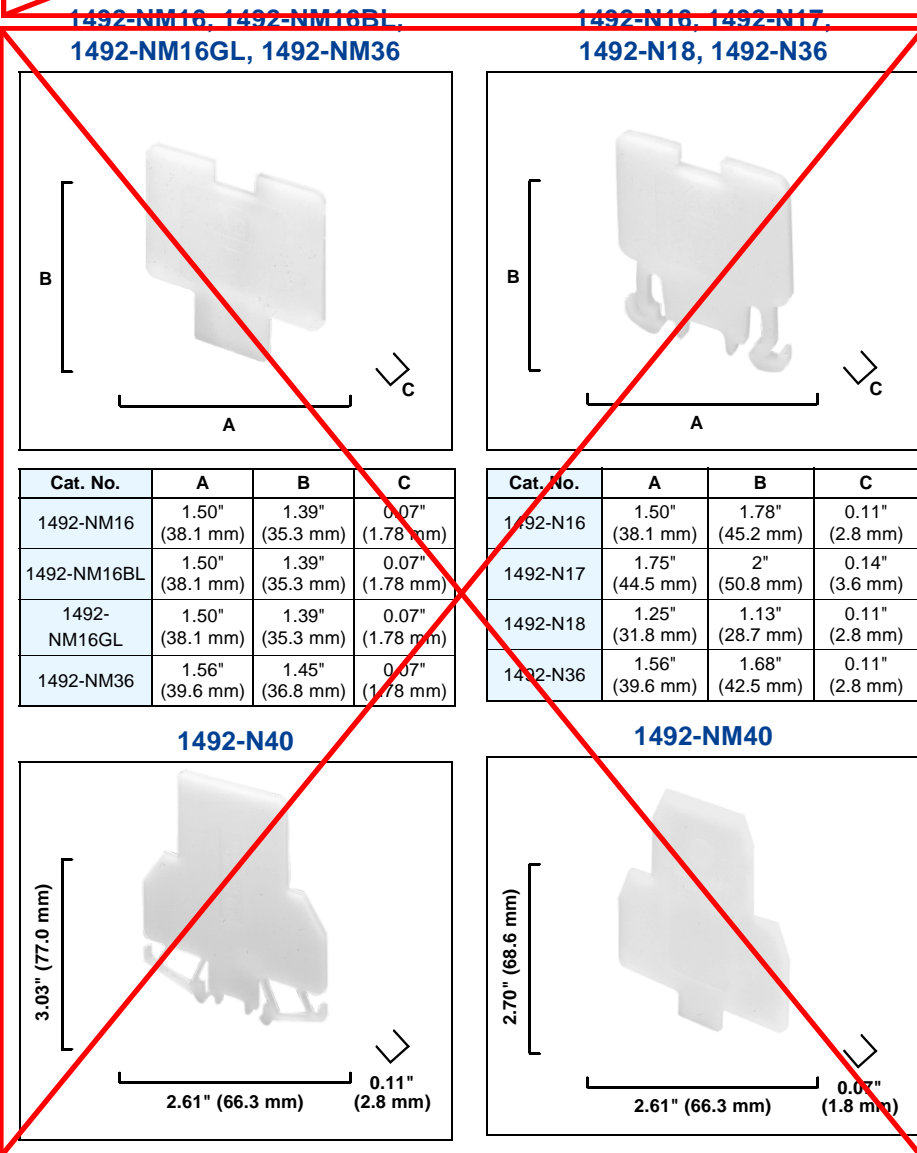 1492-NM16, 1492-NM16BL,
1492-NM16GL, 1492-NM36
B
A
C
Cat. No. A B C
1492-NM16 1.50" (38.1 mm) 1.39" (35.3 mm) 0.07" (1.78 mm)
1492-NM16BL 1.50" (38.1 mm) 1.39" (35.3 mm) 0.07" (1.78 mm)
1492-NM16GL 1.50" (38.1 mm) 1.39" (35.3 mm) 0.07" (1.78 mm)
1492-NM36 1.56" (39.6 mm) 1.45" (36.8 mm) 0.07" (1.78 mm)
1492-N16, 1492-N17,
1492-N18, 1492-N36
B
A
C
Cat. No. A B C
1492-N16 1.50" (38.1 mm) 1.78" (45.2 mm) 0.11" (2.8 mm)
1492-N17 1.75" (44.5 mm) 2" (50.8 mm) 0.14" (3.6 mm)
1492-N18 1.25" (31.8 mm) 1.13" (28.7 mm) 0.11" (2.8 mm)
1492-N36 1.56" (39.6 mm) 1.68" (42.5 mm) 0.11" (2.8 mm)
1492-N40
3.03" (77.0 mm)
2.61" (66.3 mm)
0.11"
(2.8 mm)
1492-NM40
2.70" (68.6 mm)
2.61" (66.3 mm)
0.07"
(1.8 mm)